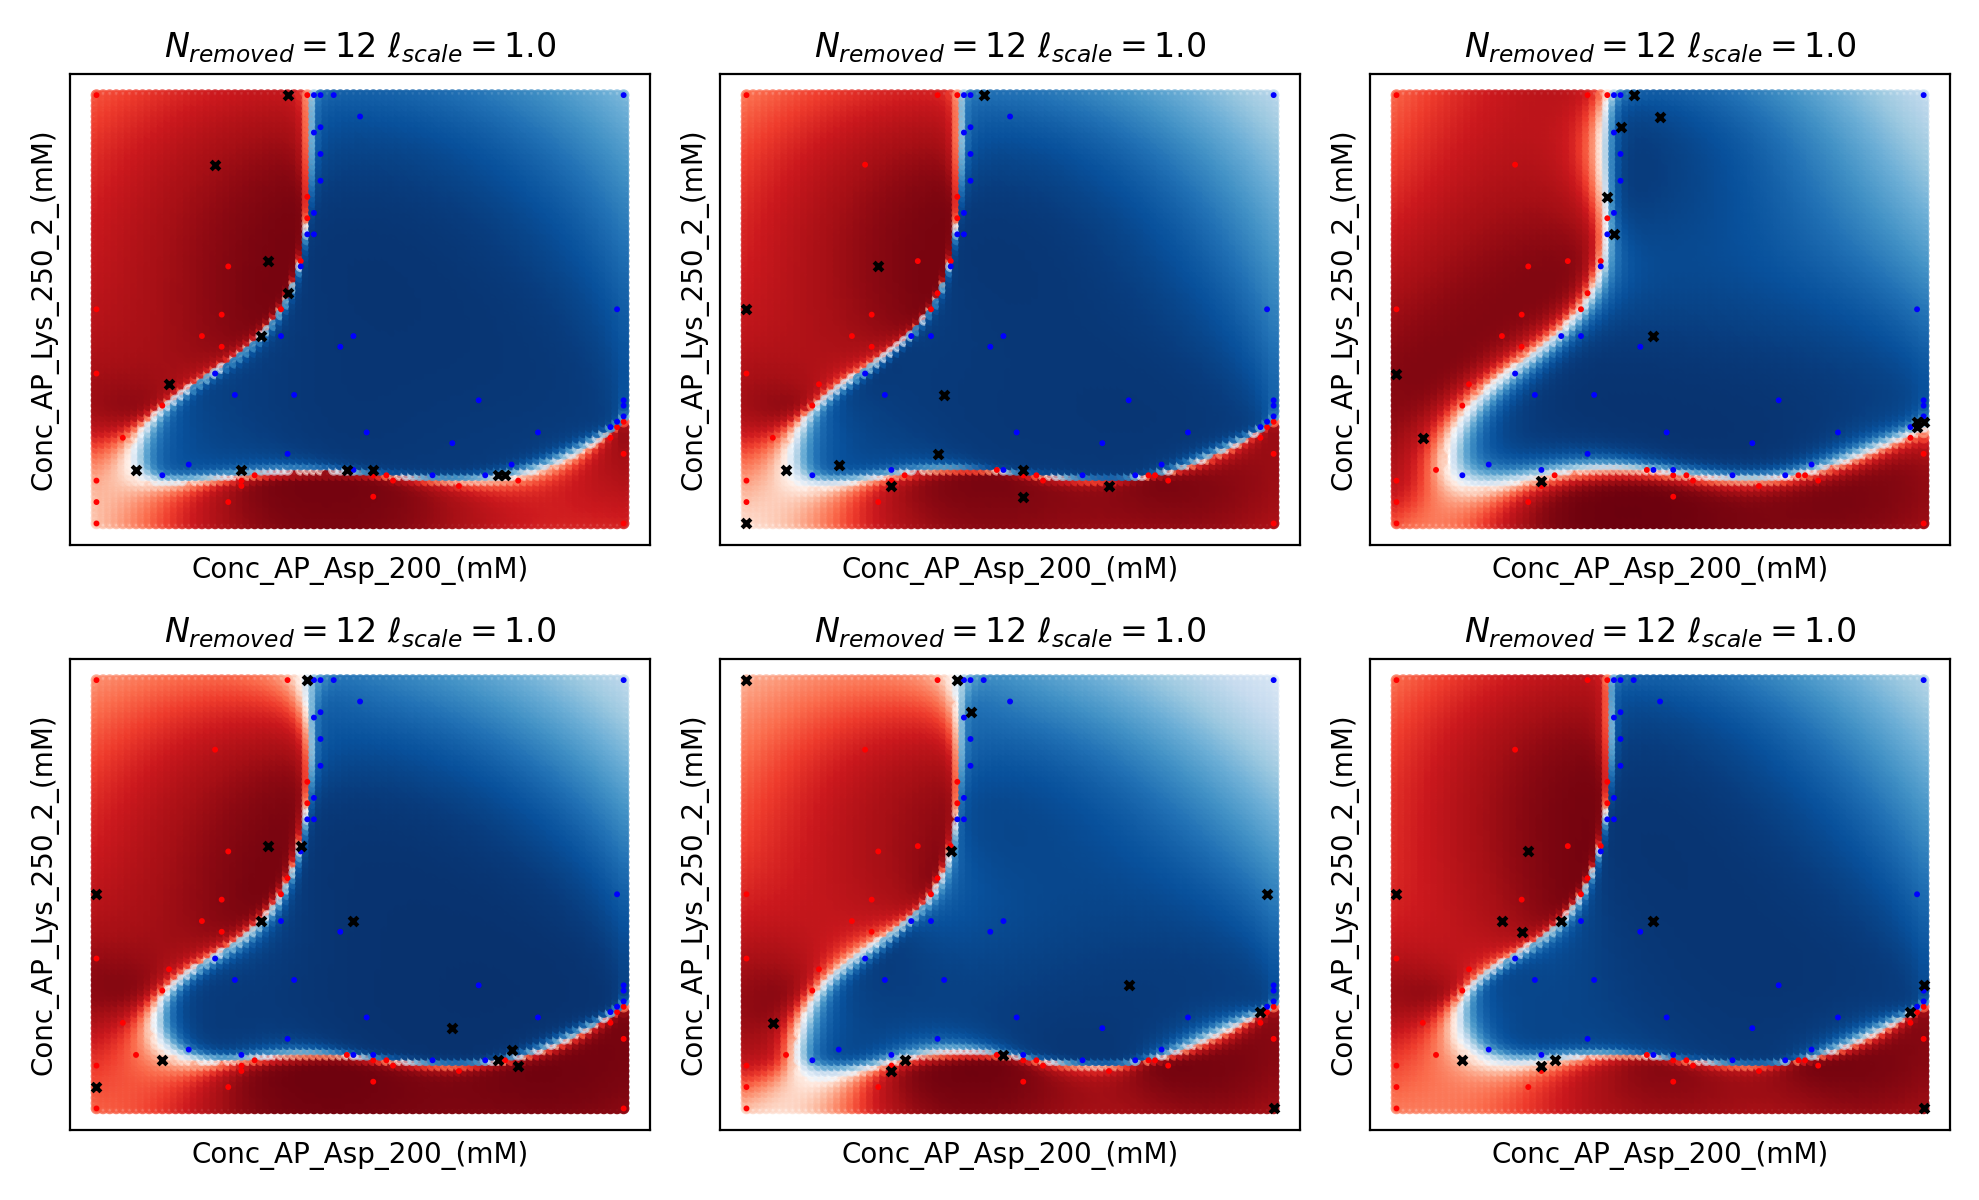 N_removed = 12 ℓ_scale = 1.0
N_removed = 12 ℓ_scale = 1.0
N_removed = 12 ℓ_scale = 1.0
Conc_AP_Lys_250_2_(mM)
Conc_AP_Lys_250_2_(mM)
Conc_AP_Lys_250_2_(mM)
Conc_AP_Asp_200_(mM)
Conc_AP_Asp_200_(mM)
Conc_AP_Asp_200_(mM)
N_removed = 12 ℓ_scale = 1.0
N_removed = 12 ℓ_scale = 1.0
N_removed = 12 ℓ_scale = 1.0
Conc_AP_Lys_250_2_(mM)
Conc_AP_Lys_250_2_(mM)
Conc_AP_Lys_250_2_(mM)
Conc_AP_Asp_200_(mM)
Conc_AP_Asp_200_(mM)
Conc_AP_Asp_200_(mM)